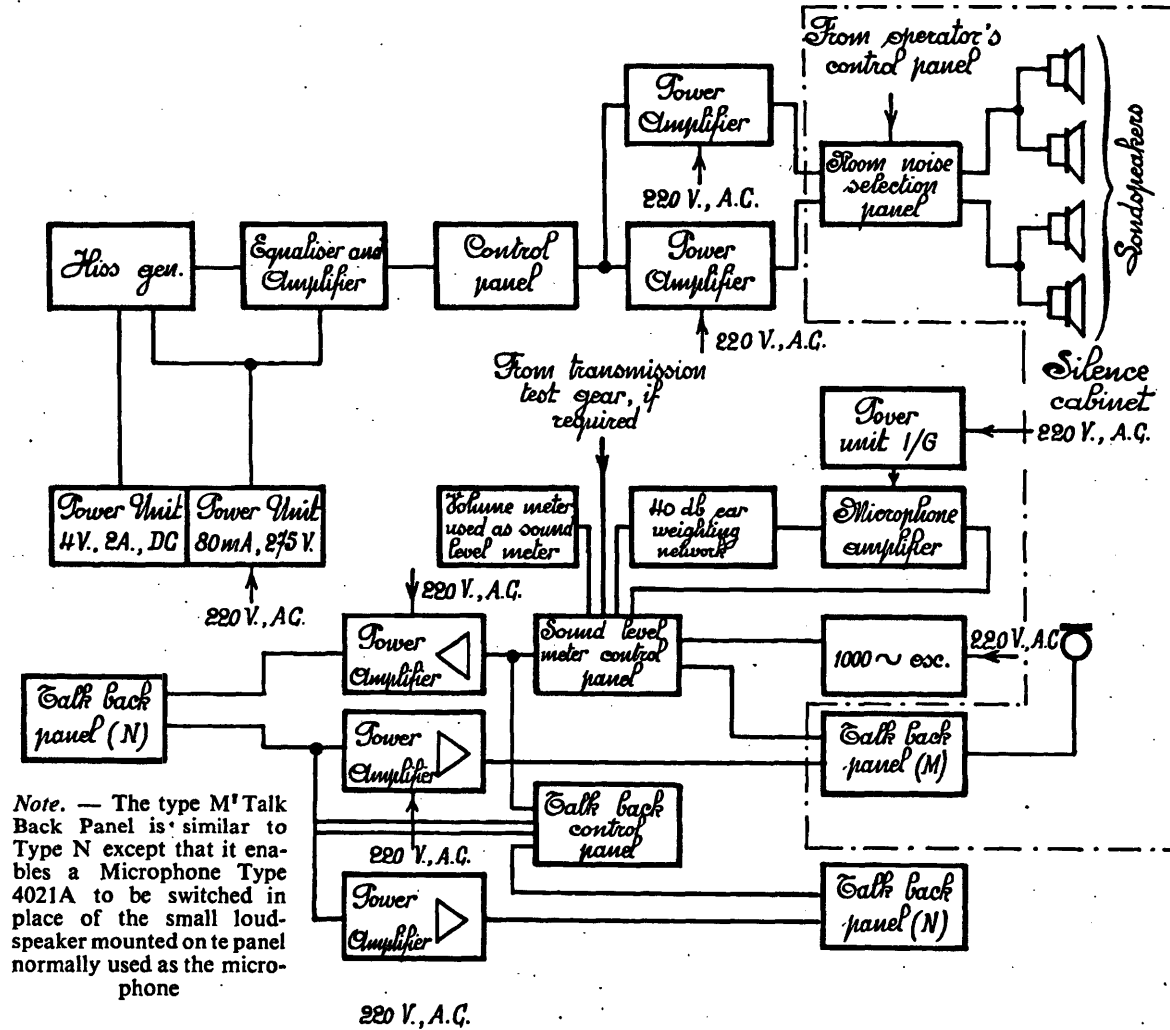 From operator's
control panel
Power
Amplifier
220 V., A.C.
Room noise
selection
panel
Soudspeakers
Hiss gen.
Equaliser and
Amplifier
Control
panel
Power
Amplifier
220 V., A.C.
From transmission
test gear, if
required
Silence
cabinet
Pover
unit 1/G
220 V., A.C.
Power Unit
4V., 2A., DC
Power Unit
80mA, 275 V.
220 V., A.C.
Volume meter
used as sound
level meter
40 db ear
weighting
network
Microphone
amplifier
220 V., A.C.
Power
Amplifier
Sound level
meter control
panel
1000 ~ osc.
220 V., A.C
Talk back
panel (N)
Power
Amplifier
Talk back
panel (M)
220 V., A.C.
Talk back
control
panel
Power
Amplifier
Talk back
panel (N)
220 V., A.C.
Note. — The type M' Talk
Back Panel is similar to
Type N except that it ena-
bles a Microphone Type
4021A to be switched in
place of the small loud-
speaker mounted on te panel
normally used as the micro-
phone